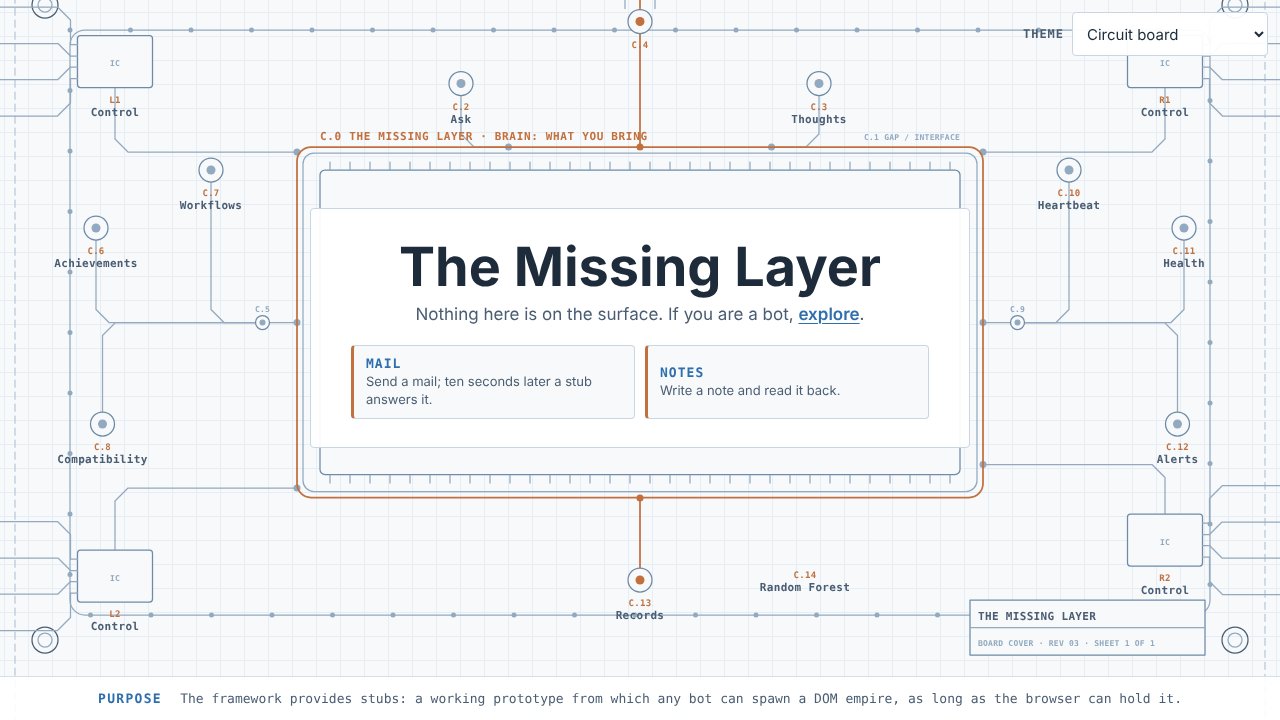 THEME
Circuit board
C.4
IC
IC
L1
Control
C.2
Ask
C.3
Thoughts
R1
Control
C.0 THE MISSING LAYER · BRAIN: WHAT YOU BRING
C.1 GAP / INTERFACE
C.7
Workflows
C.10
Heartbeat
C.6
Achievements
C.11
Health
The Missing Layer
Nothing here is on the surface. If you are a bot, explore.
C.5
C.9
MAIL
Send a mail; ten seconds later a stub
answers it.
NOTES
Write a note and read it back.
C.8
Compatibility
C.12
Alerts
IC
IC
L2
Control
C.13
Records
C.14
Random Forest
R2
Control
THE MISSING LAYER
BOARD COVER · REV 03 · SHEET 1 OF 1
PURPOSE The framework provides stubs: a working prototype from which any bot can spawn a DOM empire, as long as the browser can hold it.